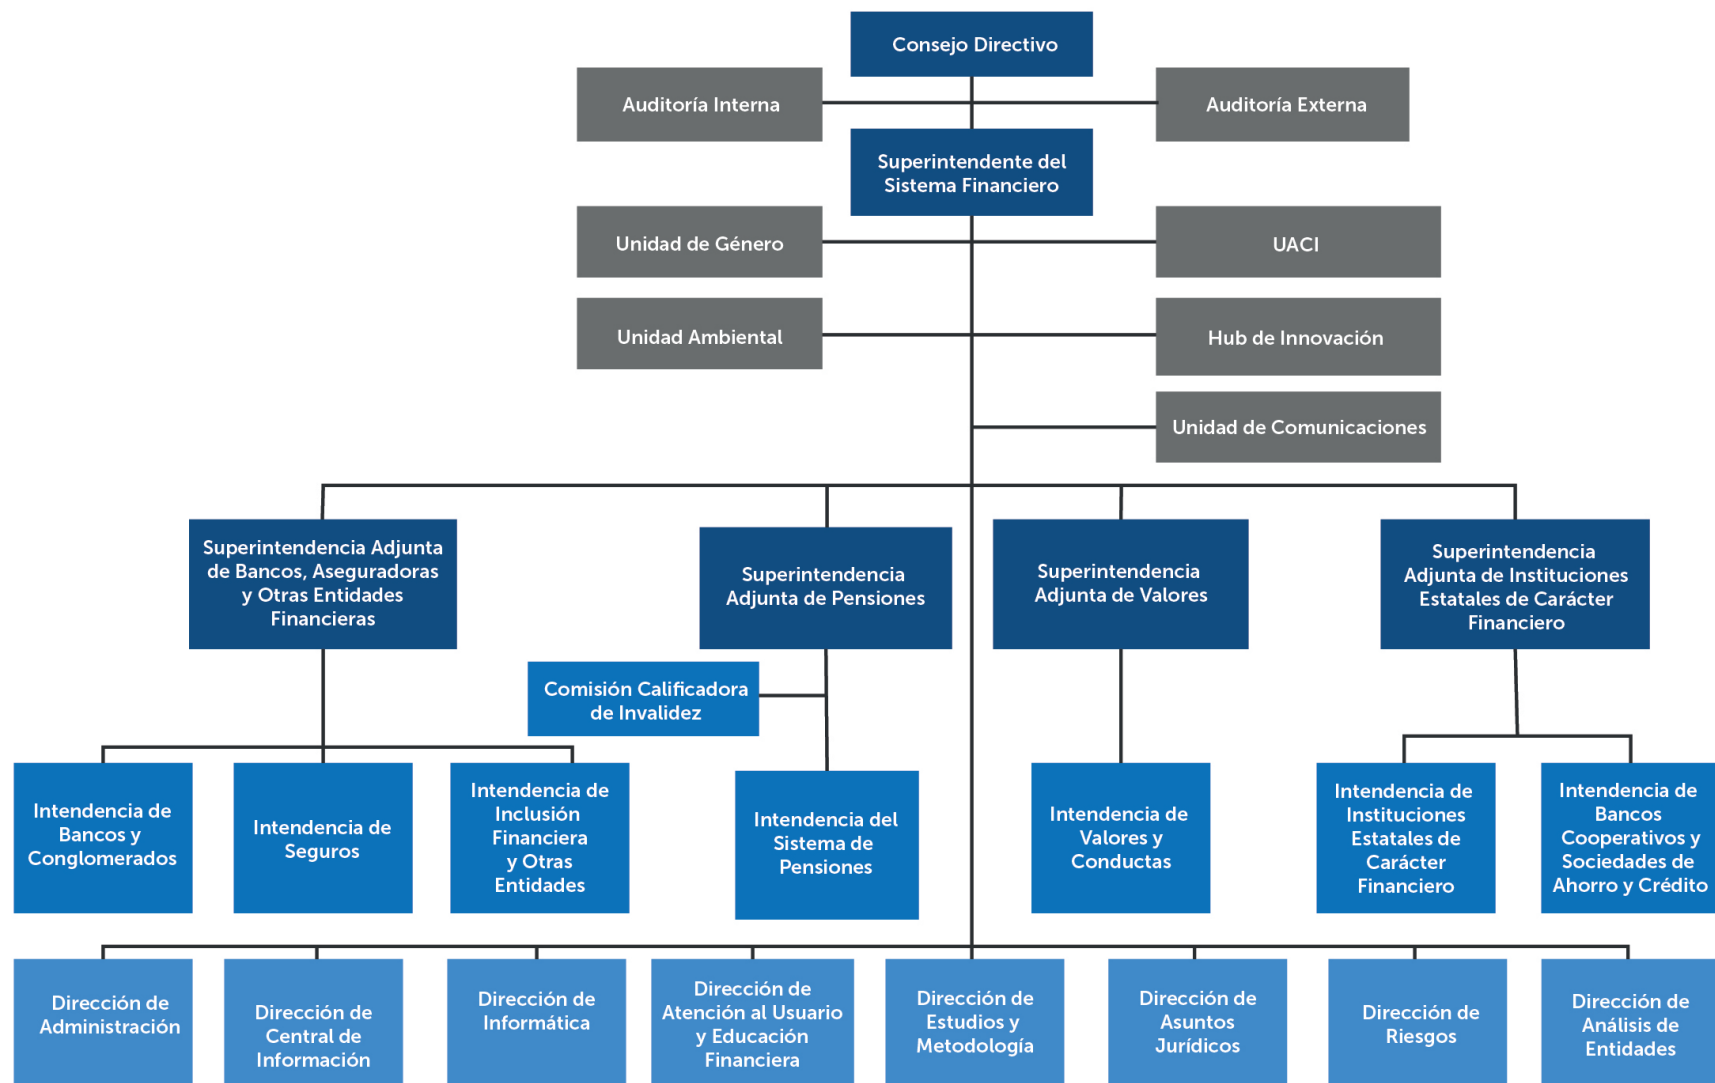 Consejo Directivo
Auditoría Interna
Auditoría Externa
Superintendente del
Sistema Financiero
Unidad de Género
UACI
Unidad Ambiental
Hub de Innovación
Unidad de Comunicaciones
Superintendencia Adjunta
de Bancos, Aseguradoras
y Otras Entidades
Financieras
Superintendencia
Adjunta de Pensiones
Superintendencia
Adjunta de Valores
Superintendencia
Adjunta de Instituciones
Estatales de Carácter
Financiero
Comisión Calificadora
de Invalidez
Intendencia de
Bancos y
Conglomerados
Intendencia de
Seguros
Intendencia de
Inclusión
Financiera
y Otras
Entidades
Intendencia del
Sistema de
Pensiones
Intendencia de
Valores y
Conductas
Intendencia de
Instituciones
Estatales de
Carácter
Financiero
Intendencia de
Bancos
Cooperativos y
Sociedades de
Ahorro y Crédito
Dirección de
Administración
Dirección de
Central de
Información
Dirección de
Informática
Dirección de
Atención al Usuario
y Educación
Financiera
Dirección de
Estudios y
Metodología
Dirección de
Asuntos
Jurídicos
Dirección de
Riesgos
Dirección de
Análisis de
Entidades